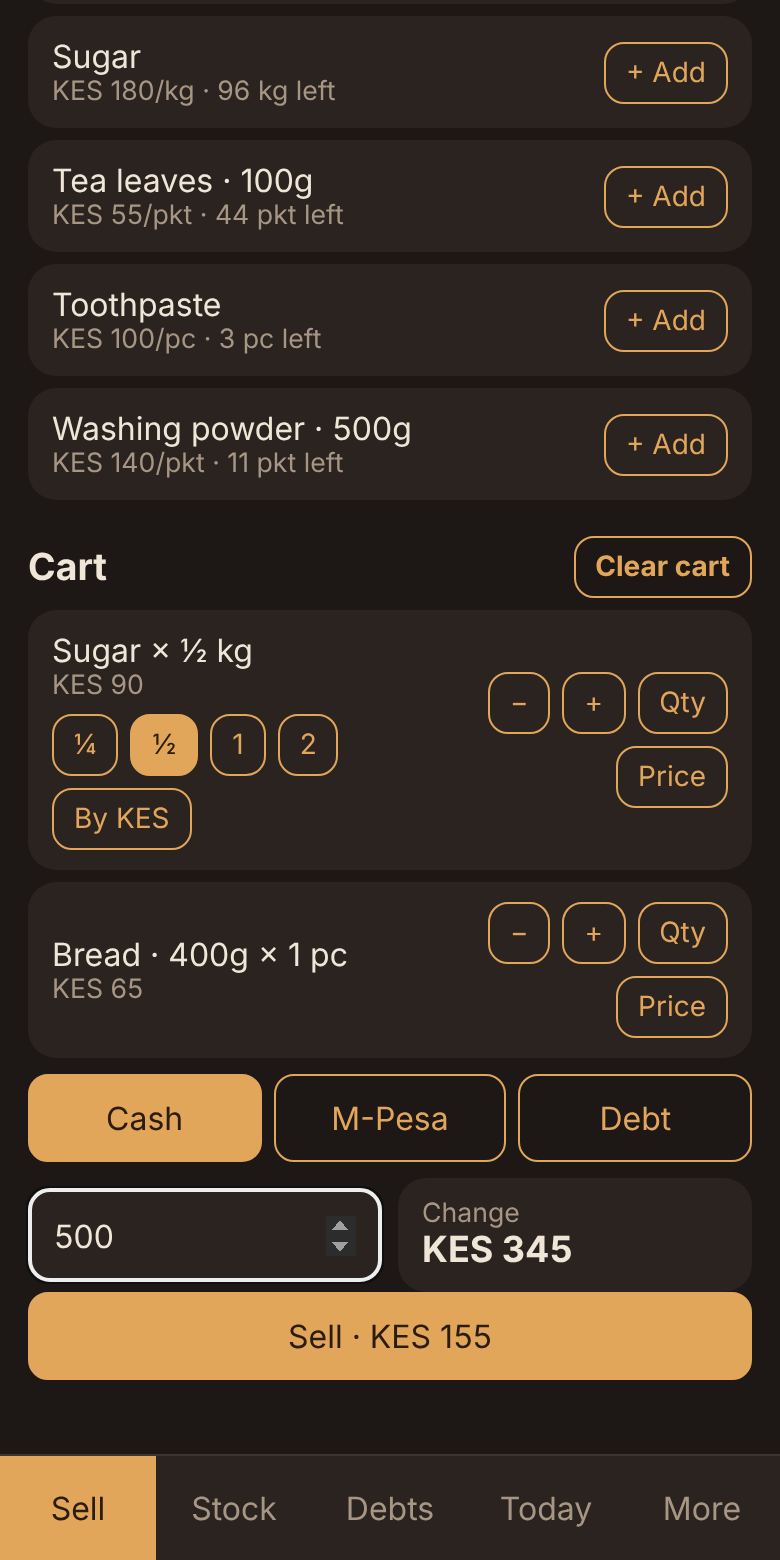 Sugar
KES 180/kg · 96 kg left
+ Add
Tea leaves · 100g
KES 55/pkt · 44 pkt left
+ Add
Toothpaste
KES 100/pc · 3 pc left
+ Add
Washing powder · 500g
KES 140/pkt · 11 pkt left
+ Add
Cart
Clear cart
Sugar × ½ kg
KES 90
¼ ½ 1 2
By KES
− + Qty
Price
Bread · 400g × 1 pc
KES 65
− + Qty
Price
Cash M-Pesa Debt
500
Change
KES 345
Sell · KES 155
Sell Stock Debts Today More